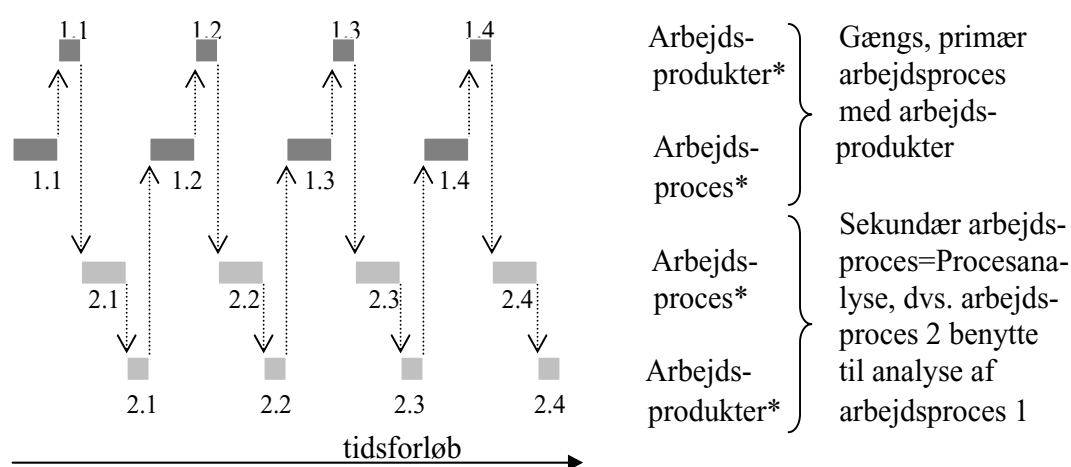 1.1 1.2 1.3 1.4
1.1 1.2 1.3 1.4
2.1 2.2 2.3 2.4
2.1 2.2 2.3 2.4
tidsforløb
Arbejds-
produkter*
Arbejds-
proces*
Gængs, primær
arbejdsproces
med arbejds-
produkter
Arbejds-
proces*
Arbejds-
produkter*
Sekundær arbejds-
proces=Procesana-
lyse, dvs. arbejds-
proces 2 benytte
til analyse af
arbejdsproces 1